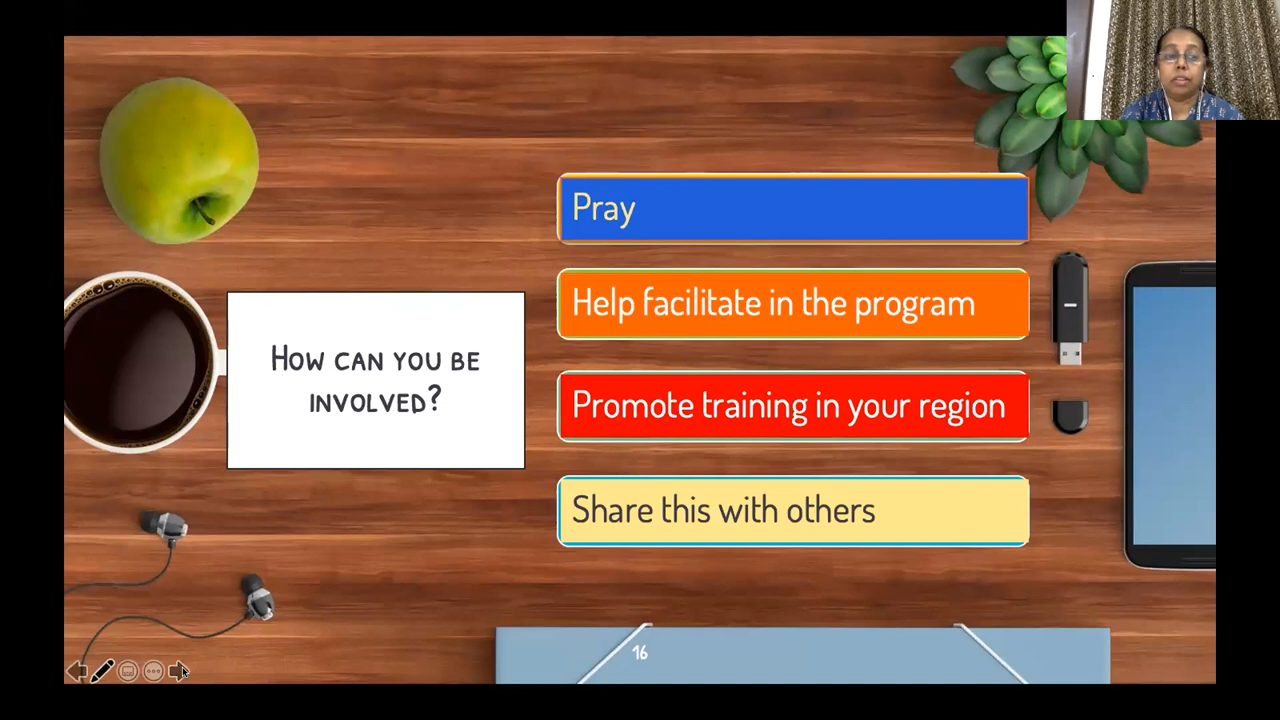 How can you be
involved?
Pray
Help facilitate in the program
Promote training in your region
Share this with others
16